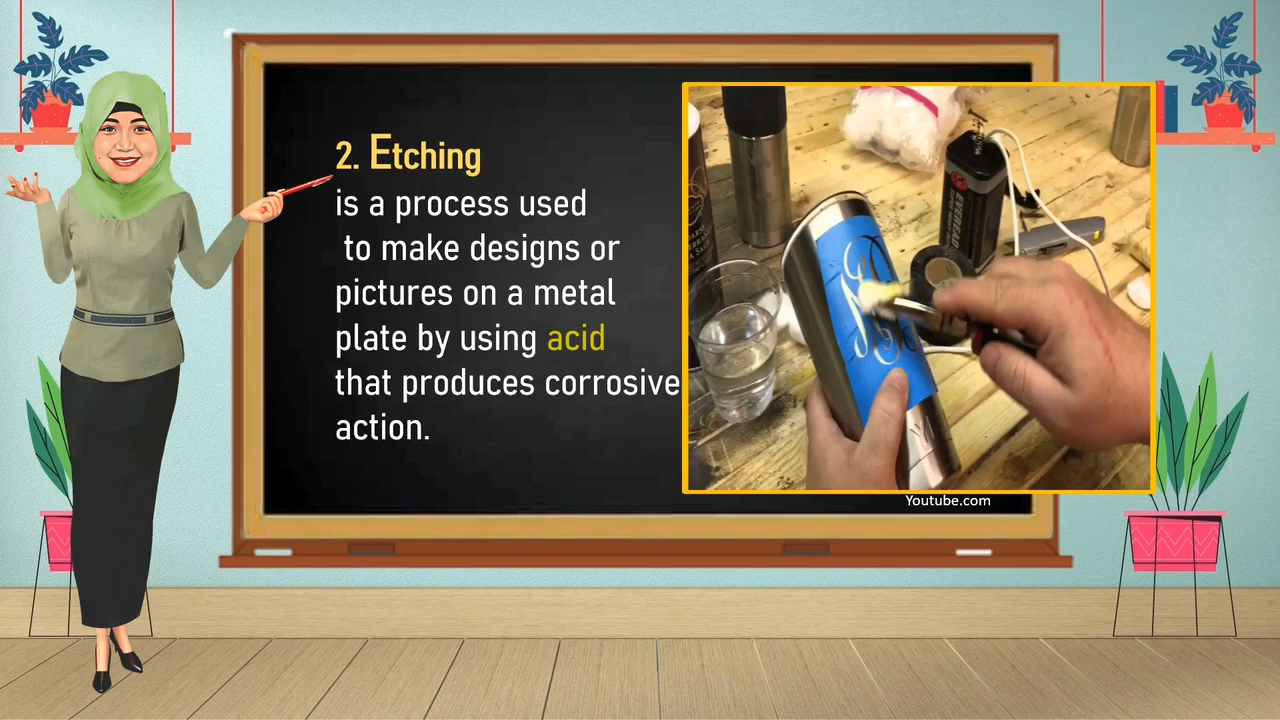 2. Etching
is a process used
to make designs or
pictures on a metal
plate by using acid
that produces corrosive
action.
EVEREADY
Youtube.com